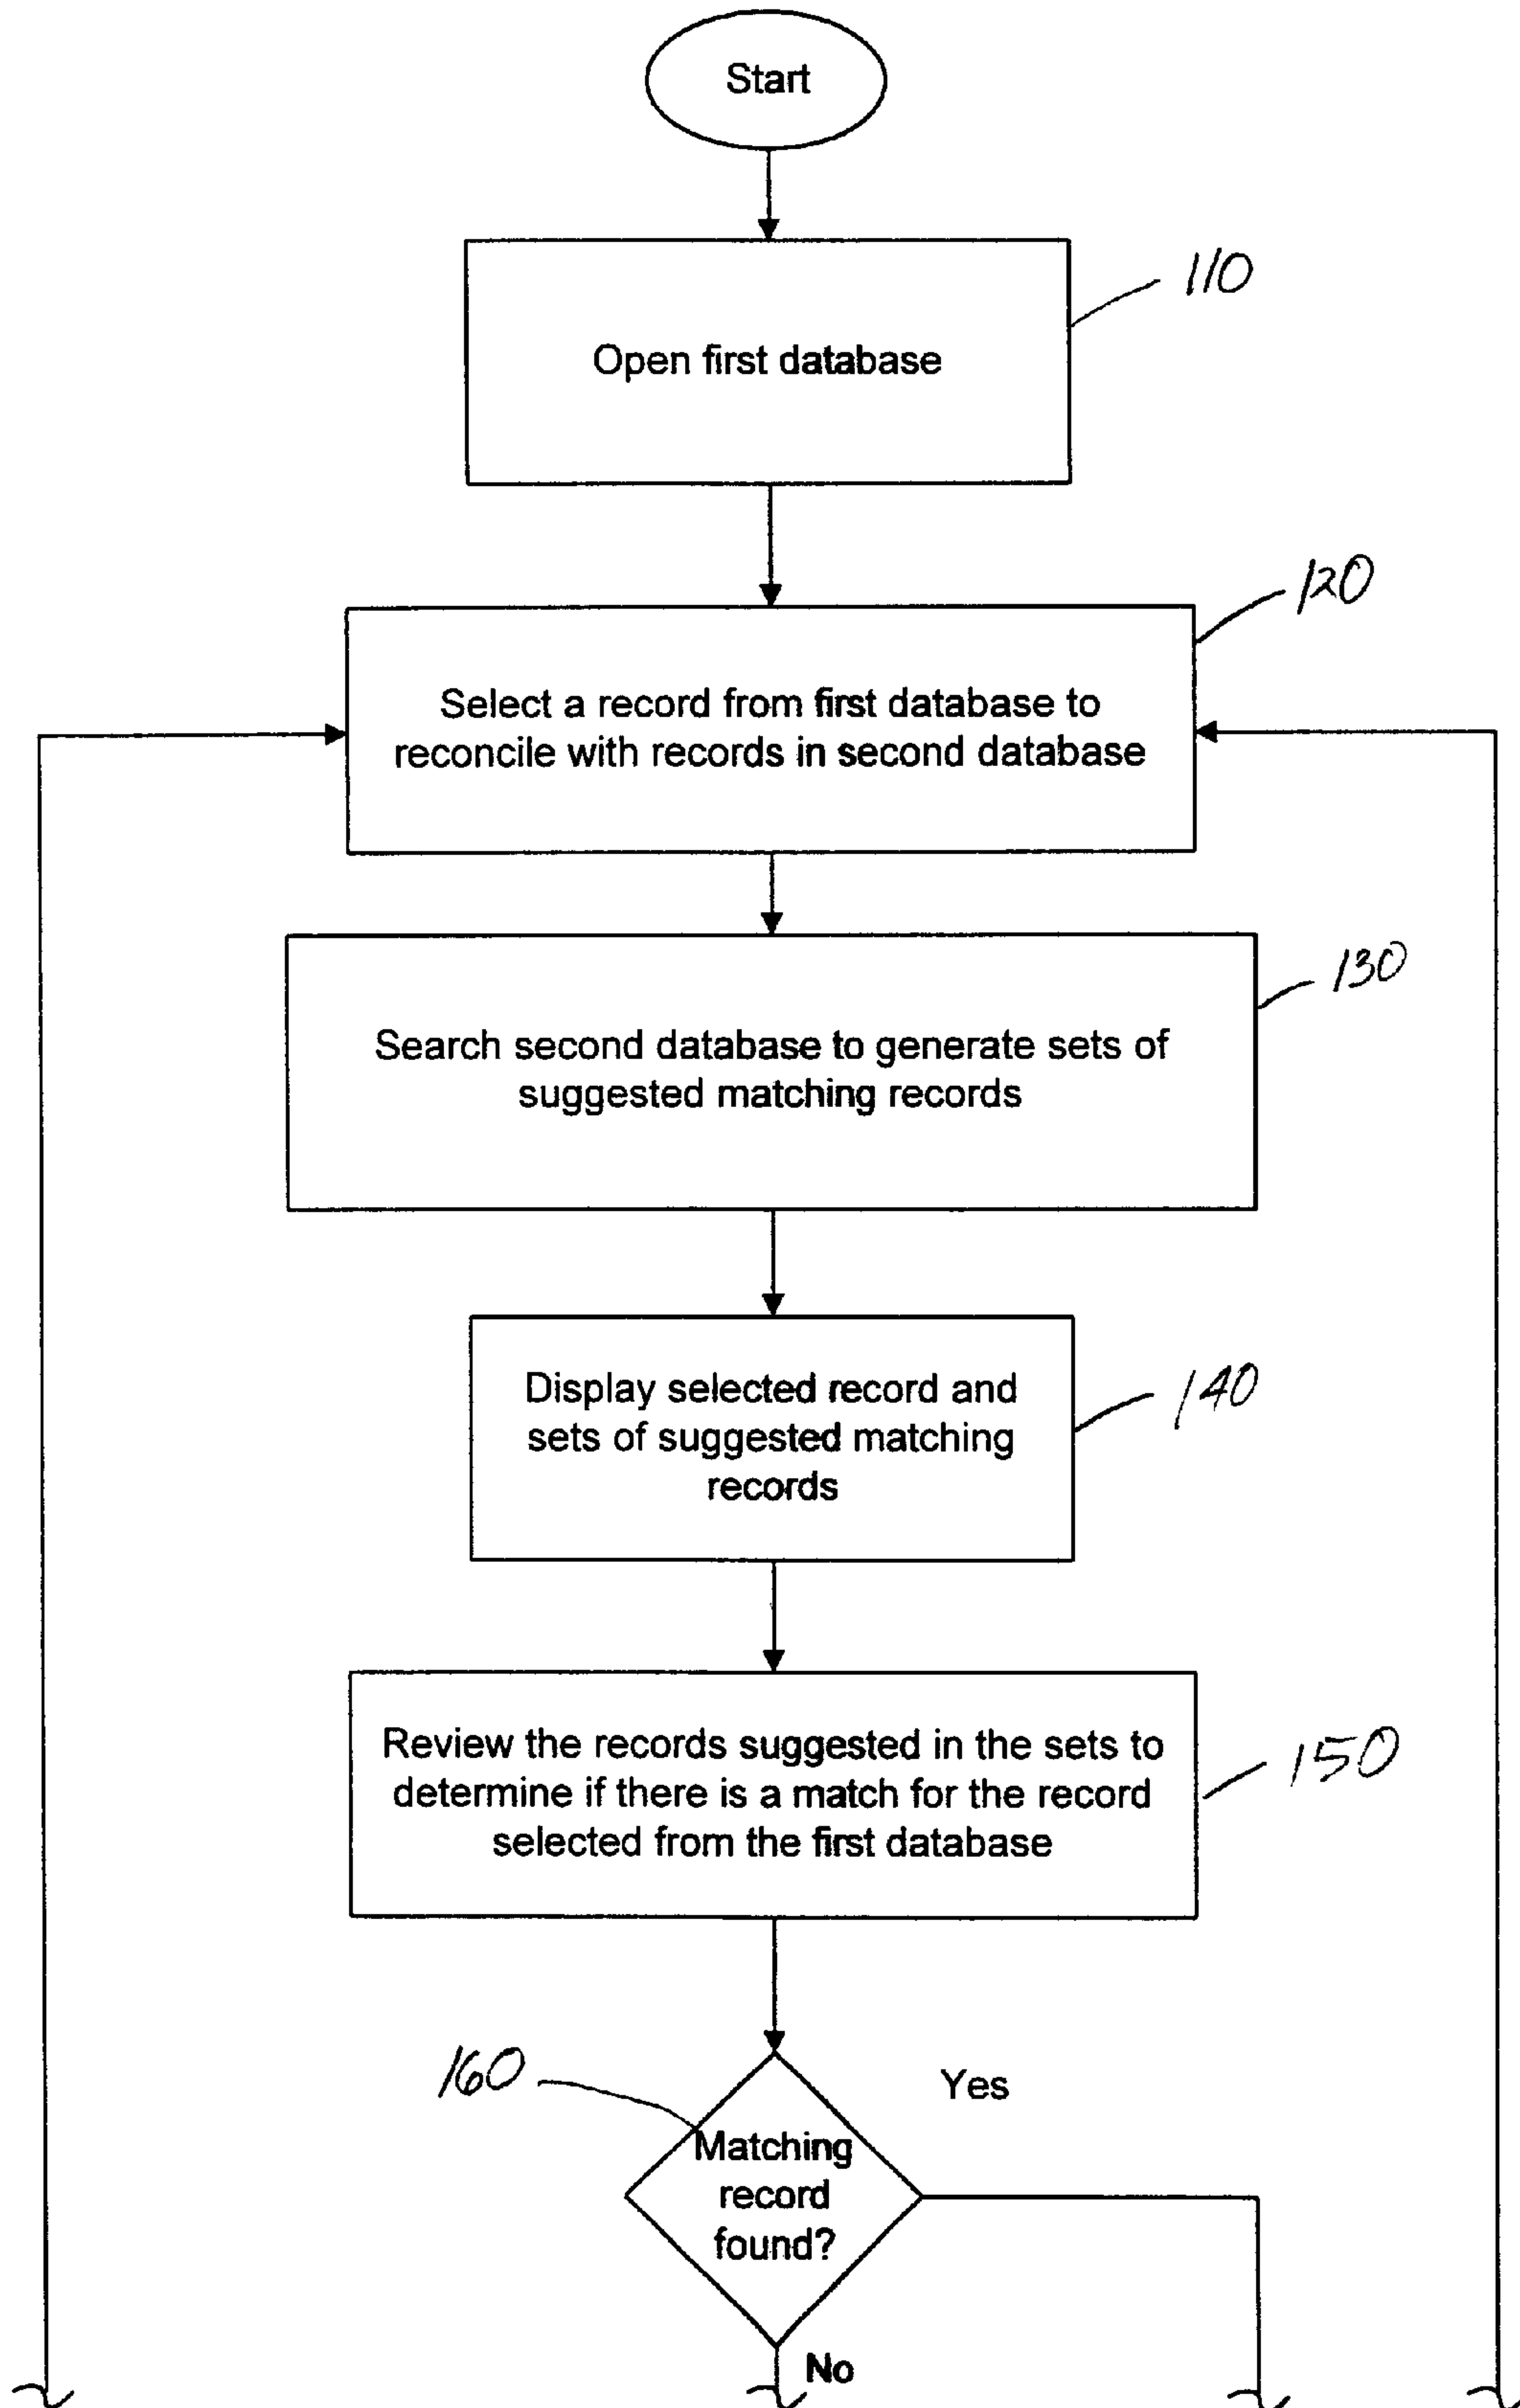 Start
110
Open first database
120
Select a record from first database to
reconcile with records in second database
130
Search second database to generate sets of
suggested matching records
140
Display selected record and
sets of suggested matching
records
150
Review the records suggested in the sets to
determine if there is a match for the record
selected from the first database
160
Yes
Matching
record
found?
No